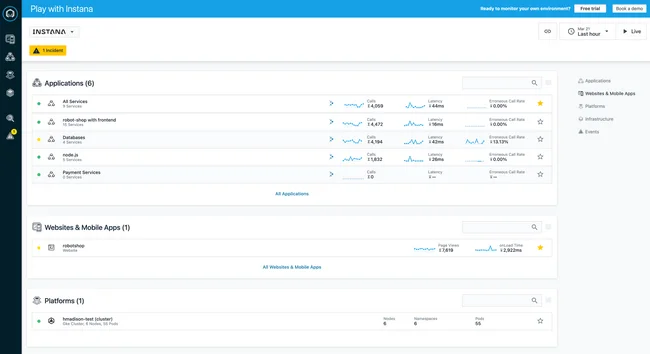 Play with Instana
Ready to monitor your own environment?
Free trial
Book a demo
INSTANA
Mar 21
Last hour
Live
1 incident
Applications (6)
All Services
9 Services
Calls
4,059
Latency
44ms
Erroneous Call Rate
0.00%
robot-shop with frontend
15 Services
Calls
4,472
Latency
16ms
Erroneous Call Rate
0.00%
Databases
4 Services
Calls
4,194
Latency
42ms
Erroneous Call Rate
13.13%
node.js
5 Services
Calls
1,832
Latency
26ms
Erroneous Call Rate
0.00%
Payment Services
0 Services
Calls
0
Latency
--
Erroneous Call Rate
--
All Applications
Websites & Mobile Apps (1)
robotshop
Website
Page Views
7,619
onLoad Time
2,922ms
All Websites & Mobile Apps
Platforms (1)
hmadison-test (cluster)
Nodes
6
Namespaces
6
Pods
55
Applications
Websites & Mobile Apps
Platforms
Infrastructure
Events